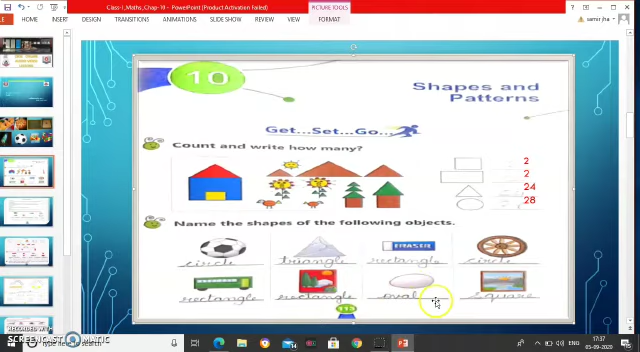 Class-I_Maths_Chap-10 - PowerPoint (Product Activation Failed)
PICTURE TOOLS
HOME INSERT DESIGN TRANSITIONS ANIMATIONS SLIDE SHOW REVIEW VIEW FORMAT
samir jha
10
Shapes and
Patterns
Get...Set...Go...
Count and write how many?
2
2
24
28
Name the shapes of the following objects.
ERASER
circle triangle rectangle circle
rectangle rectangle oval square
SCREENCAST MATIC
Type here to search
14
ENG
17:37
05-09-2020